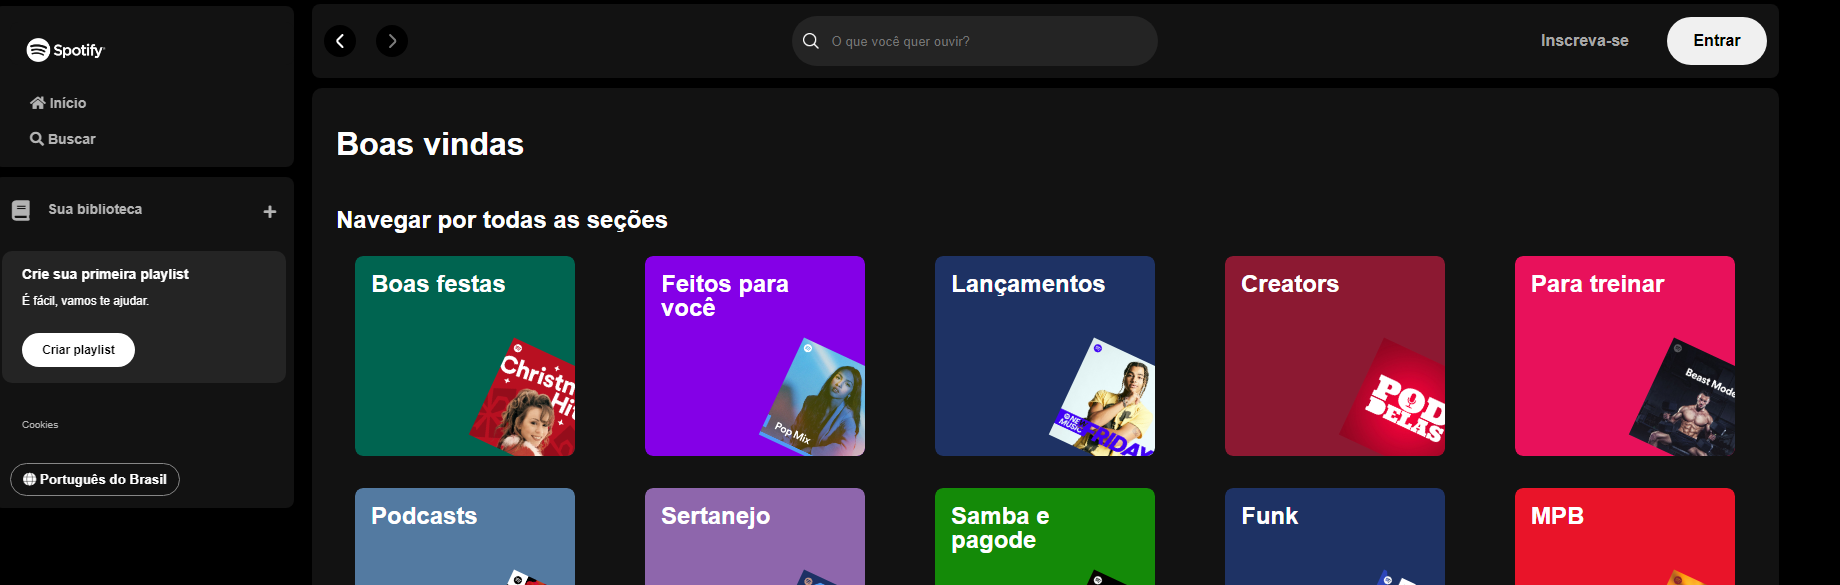 Spotify
Início
Buscar
Sua biblioteca
Crie sua primeira playlist
É fácil, vamos te ajudar.
Criar playlist
Cookies
Português do Brasil
O que você quer ouvir?
Inscreva-se
Entrar
Boas vindas
Navegar por todas as seções
Boas festas
Christm
Hi
Feitos para
você
Pop Mix
Lançamentos
NE
MUSIC
FRIDAY
Creators
POD
DELAS
Para treinar
Beast Mode
Podcasts
Sertanejo
Samba e
pagode
Funk
MPB